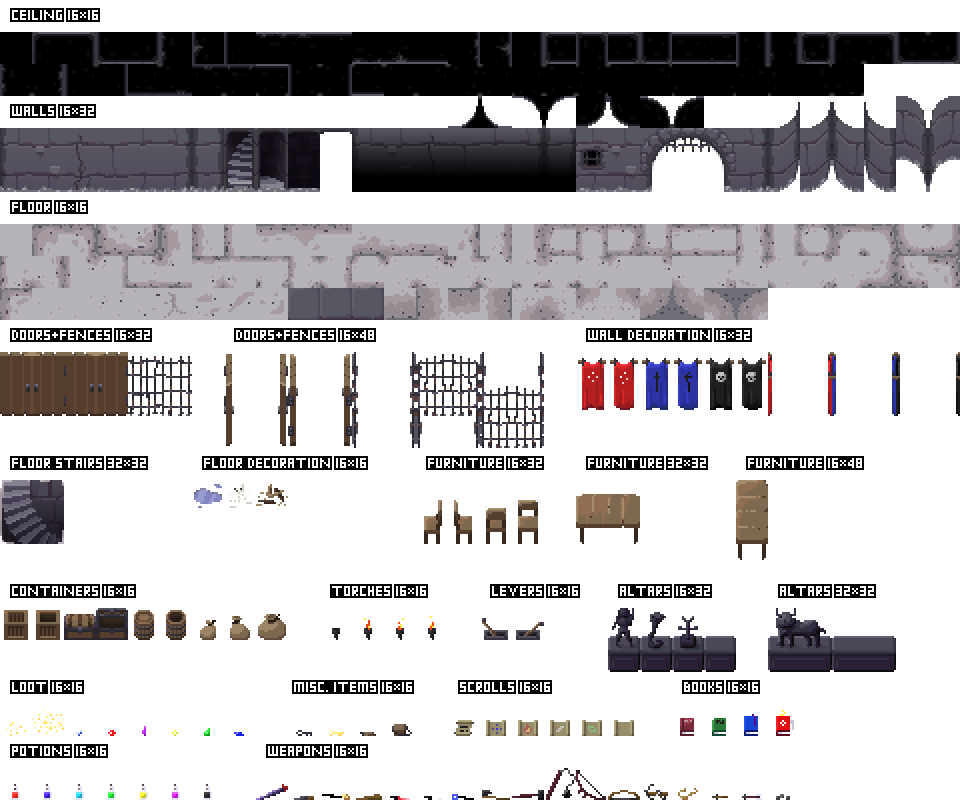 CEILING 16×16
WALLS 16×32
FLOOR 16×16
DOORS+FENCES 16×32 DOORS+FENCES 16×48 WALL DECORATION 16×32
FLOOR STAIRS 32×32 FLOOR DECORATION 16×16 FURNITURE 16×32 FURNITURE 32×32 FURNITURE 16×48
CONTAINERS 16×16 TORCHES 16×16 LEVERS 16×16 ALTARS 16×32 ALTARS 32×32
LOOT 16×16 MISC. ITEMS 16×16 SCROLLS 16×16 BOOKS 16×16
POTIONS 16×16 WEAPONS 16×16